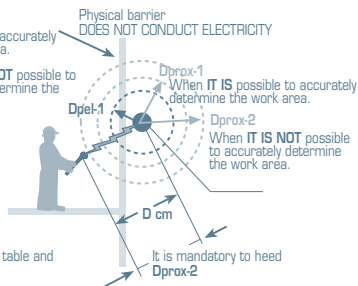 Physical barrier
DOES NOT CONDUCT ELECTRICITY
accurately
a.
OT possible to
ermine the
Dprox-1
When IT IS possible to accurately
determine the work area.
Dpel-1
Dprox-2
When IT IS NOT possible
to accurately determine
the work area.
D cm
table and
It is mandatory to heed
Dprox-2